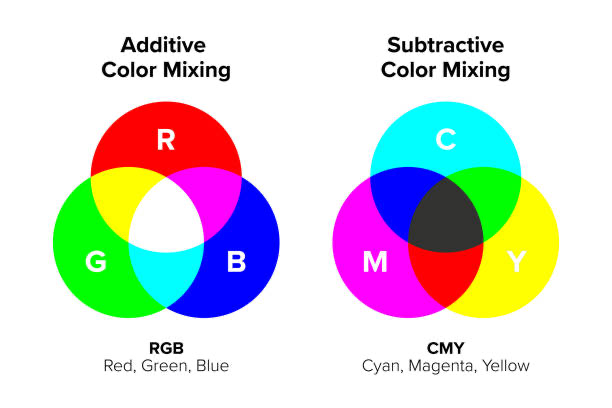 Additive
Color Mixing
R
G
B
RGB
Red, Green, Blue
Subtractive
Color Mixing
C
M
Y
CMY
Cyan, Magenta, Yellow